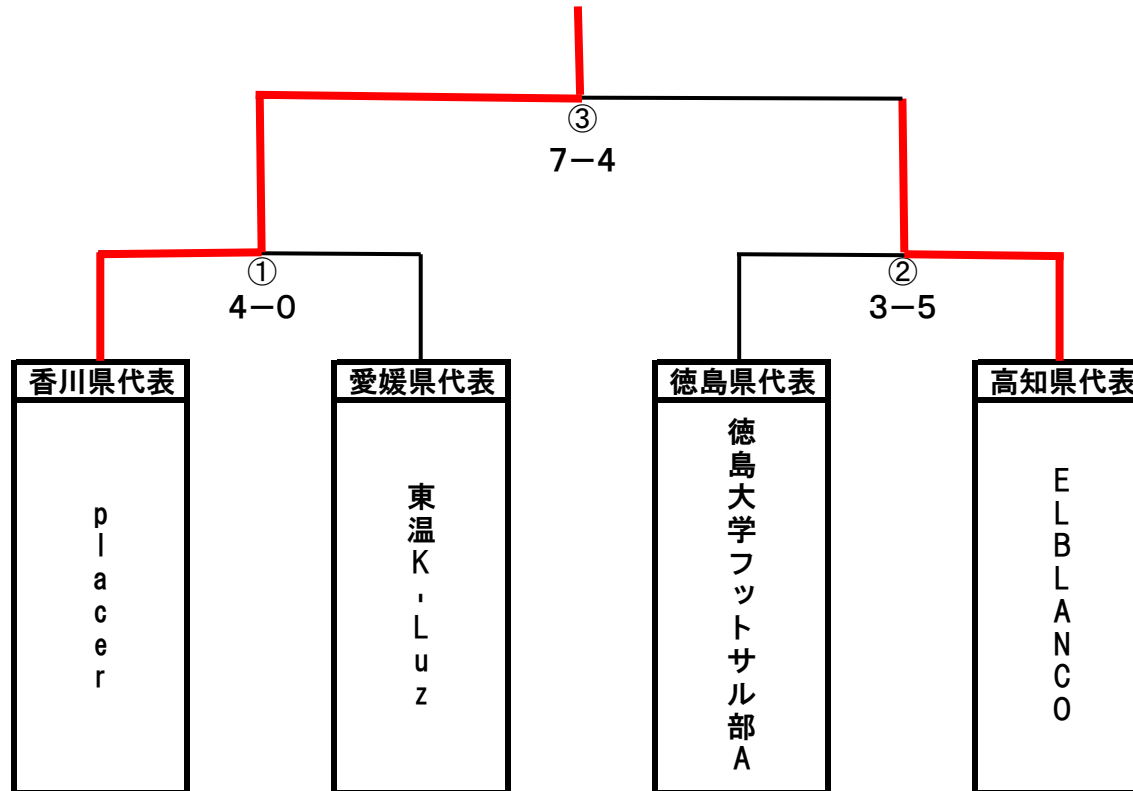 ③
7-4
①
4-0
②
3-5
香川県代表
愛媛県代表
徳島県代表
高知県代表
placer
東温K-Luz
徳島大学フットサル部A
ELBLANCO